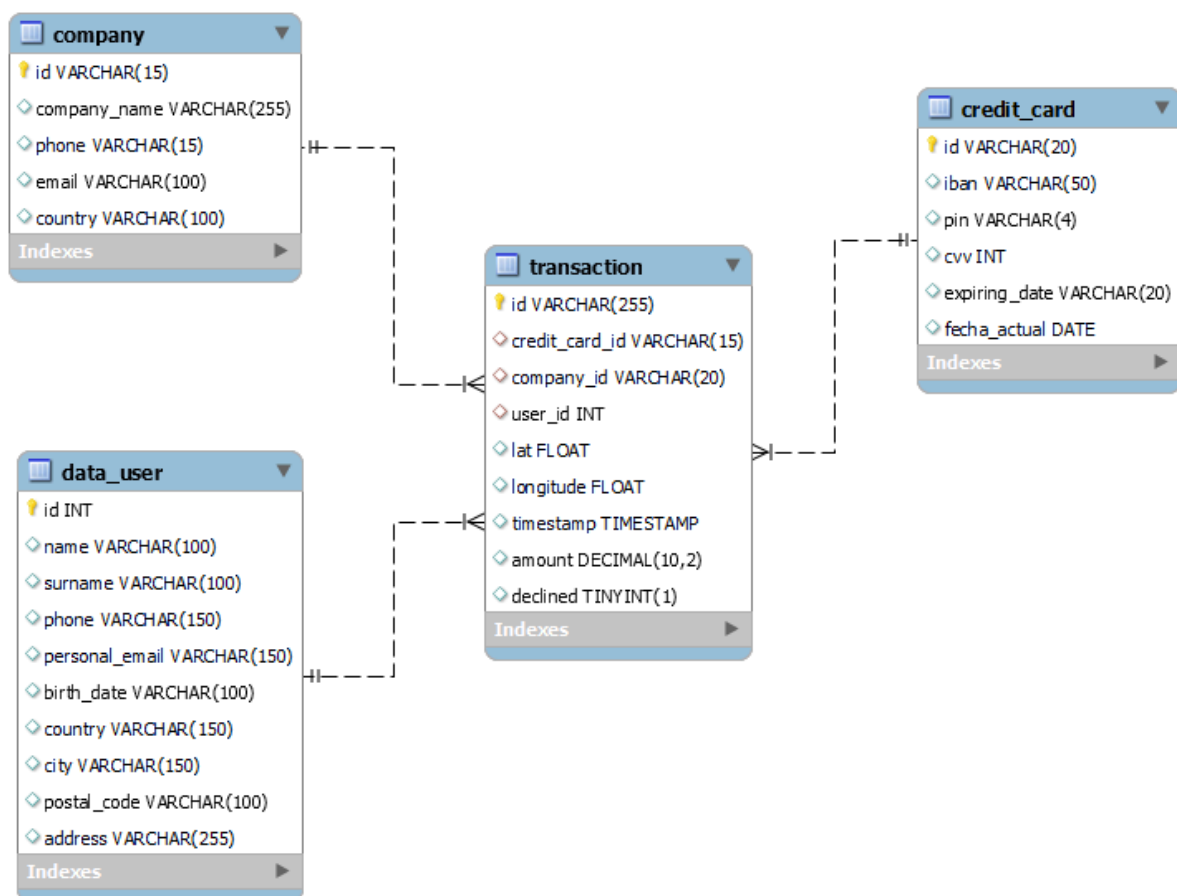 company
id VARCHAR(15)
company_name VARCHAR(255)
phone VARCHAR(15)
email VARCHAR(100)
country VARCHAR(100)
Indexes
data_user
id INT
name VARCHAR(100)
surname VARCHAR(100)
phone VARCHAR(150)
personal_email VARCHAR(150)
birth_date VARCHAR(100)
country VARCHAR(150)
city VARCHAR(150)
postal_code VARCHAR(100)
address VARCHAR(255)
Indexes
transaction
id VARCHAR(255)
credit_card_id VARCHAR(15)
company_id VARCHAR(20)
user_id INT
lat FLOAT
longitude FLOAT
timestamp TIMESTAMP
amount DECIMAL(10,2)
declined TINYINT(1)
Indexes
credit_card
id VARCHAR(20)
iban VARCHAR(50)
pin VARCHAR(4)
cvv INT
expiring_date VARCHAR(20)
fecha_actual DATE
Indexes